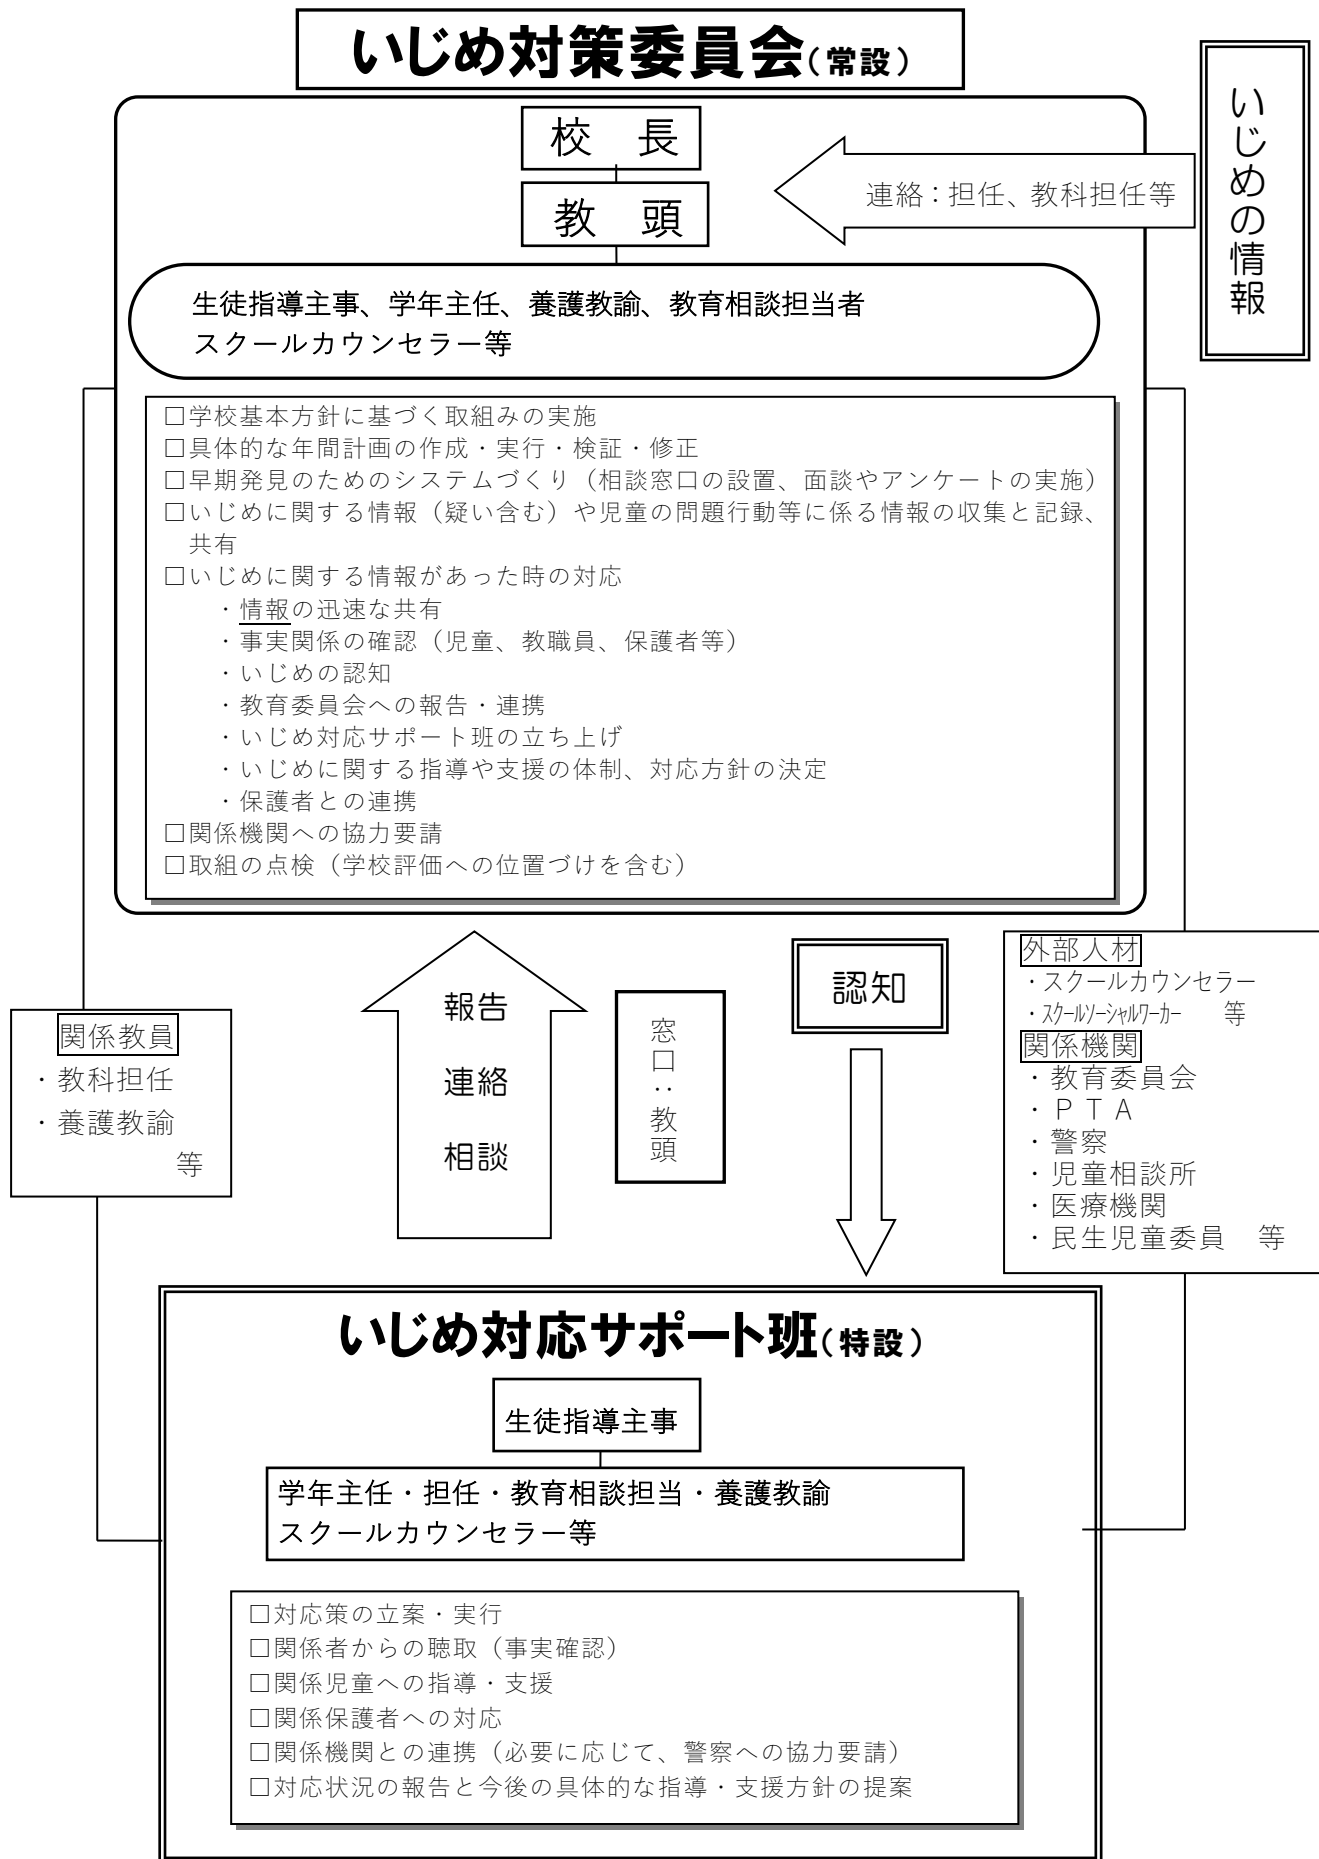 いじめ対策委員会（常設）
いじめの情報
校　長
連絡：担任、教科担任等
教　頭
生徒指導主事、学年主任、養護教諭、教育相談担当者
スクールカウンセラー等
□学校基本方針に基づく取組みの実施
□具体的な年間計画の作成・実行・検証・修正
□早期発見のためのシステムづくり（相談窓口の設置、面談やアンケートの実施）
□いじめに関する情報（疑い含む）や児童の問題行動等に係る情報の収集と記録、
共有
□いじめに関する情報があった時の対応
・情報の迅速な共有
・事実関係の確認（児童、教職員、保護者等）
・いじめの認知
・教育委員会への報告・連携
・いじめ対応サポート班の立ち上げ
・いじめに関する指導や支援の体制、対応方針の決定
・保護者との連携
□関係機関への協力要請
□取組の点検（学校評価への位置づけを含む）
関係教員
・教科担任
・養護教諭
等
報告
連絡
相談
窓口：教頭
認知
外部人材
・スクールカウンセラー
・スクールソーシャルワーカー　等
関係機関
・教育委員会
・ＰＴＡ
・警察
・児童相談所
・医療機関
・民生児童委員　等
いじめ対応サポート班（特設）
生徒指導主事
学年主任・担任・教育相談担当・養護教諭
スクールカウンセラー等
□対応策の立案・実行
□関係者からの聴取（事実確認）
□関係児童への指導・支援
□関係保護者への対応
□関係機関との連携（必要に応じて、警察への協力要請）
□対応状況の報告と今後の具体的な指導・支援方針の提案